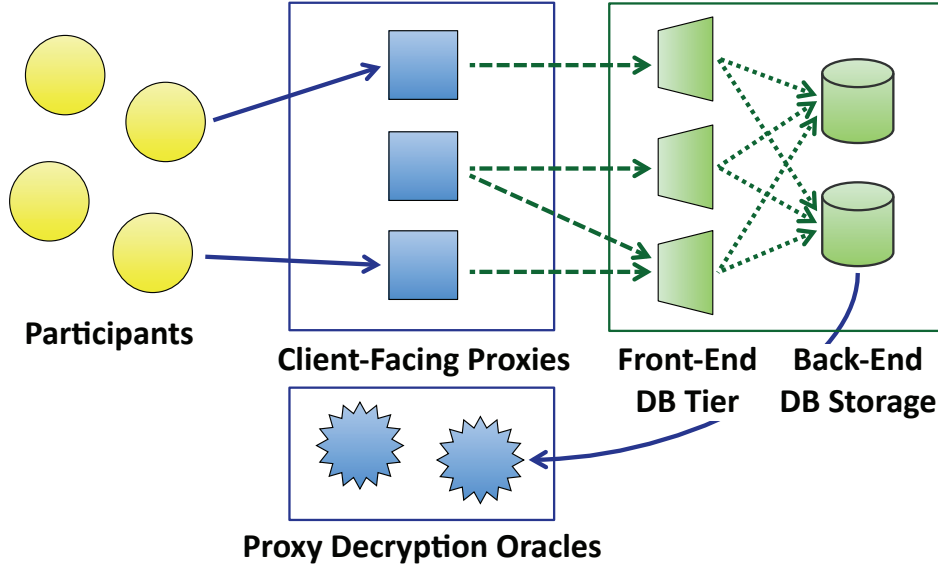 Participants
Client-Facing Proxies
Front-End
DB Tier
Back-End
DB Storage
Proxy Decryption Oracles